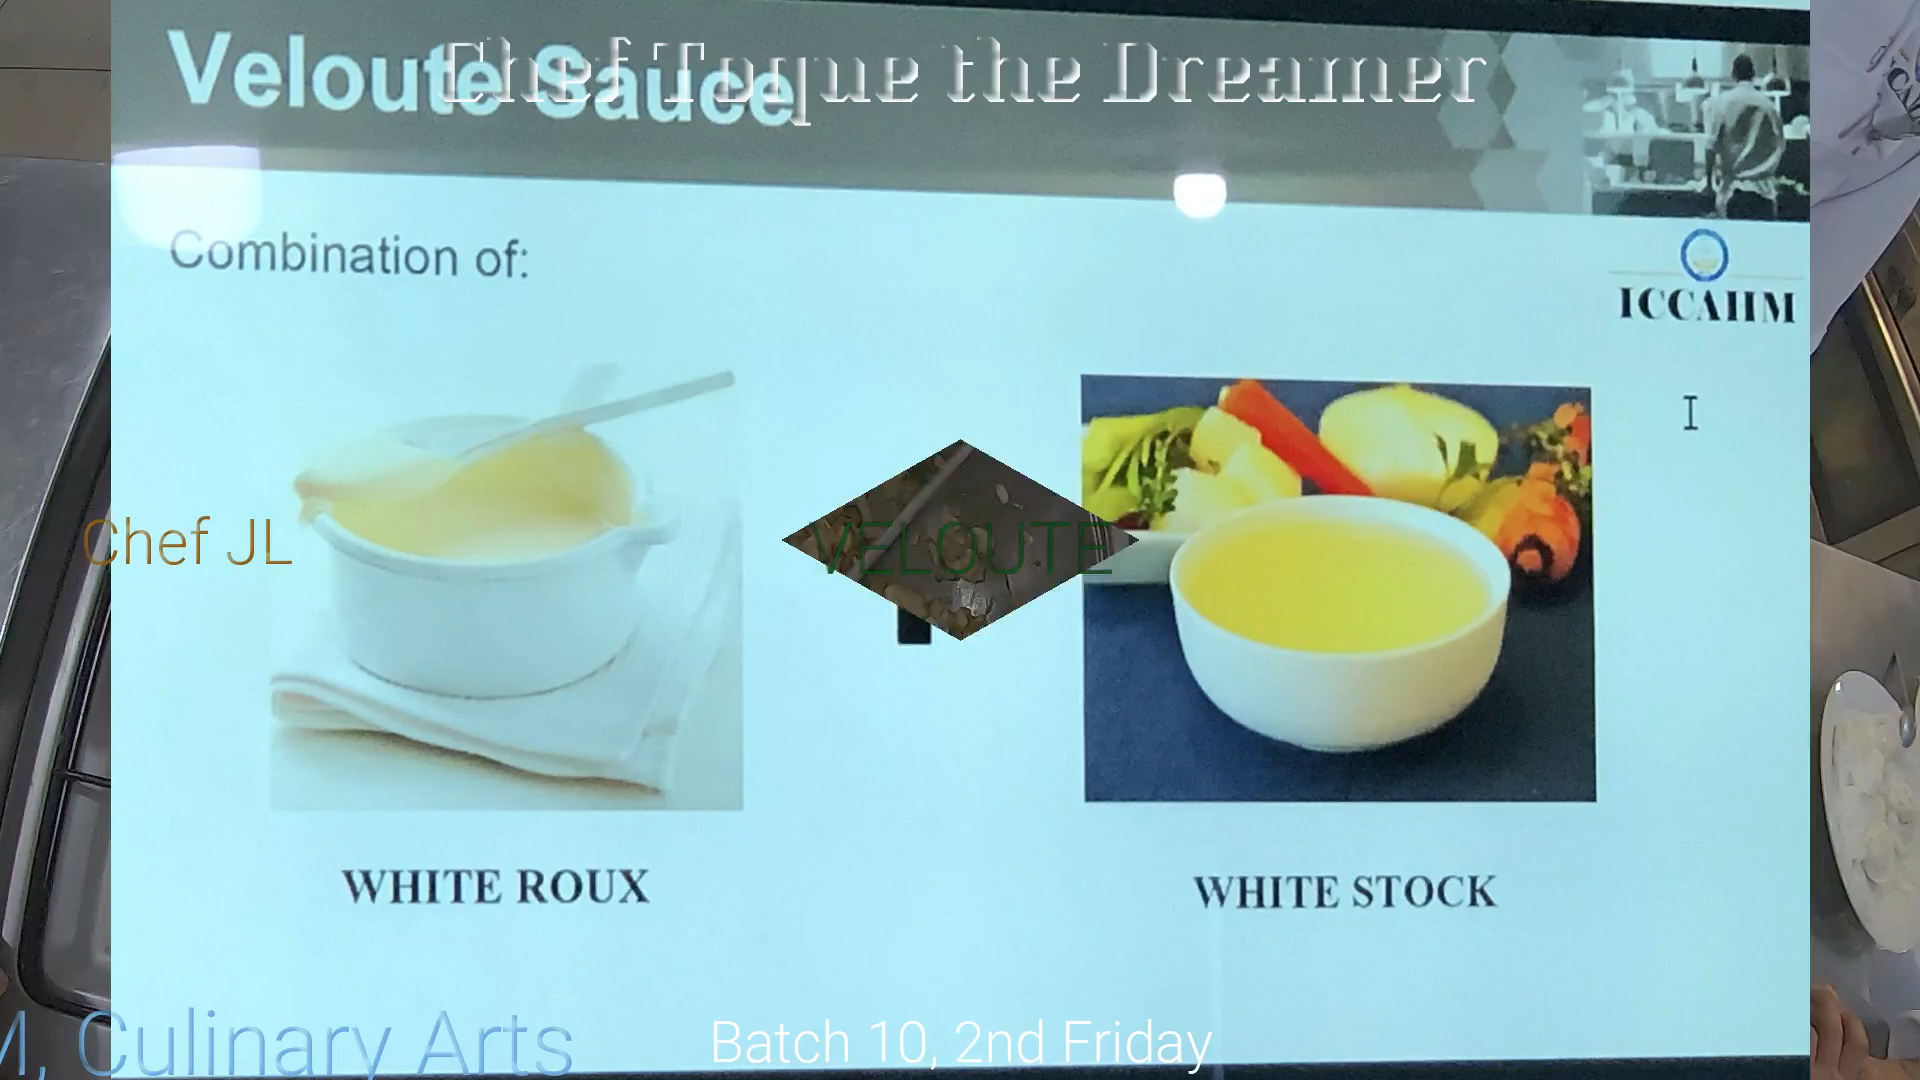 Veloute Sauce
Chef Toque the Dreamer
Combination of:
ICCAHM
Chef JL
VELOUTE
WHITE ROUX
WHITE STOCK
M, Culinary Arts
Batch 10, 2nd Friday